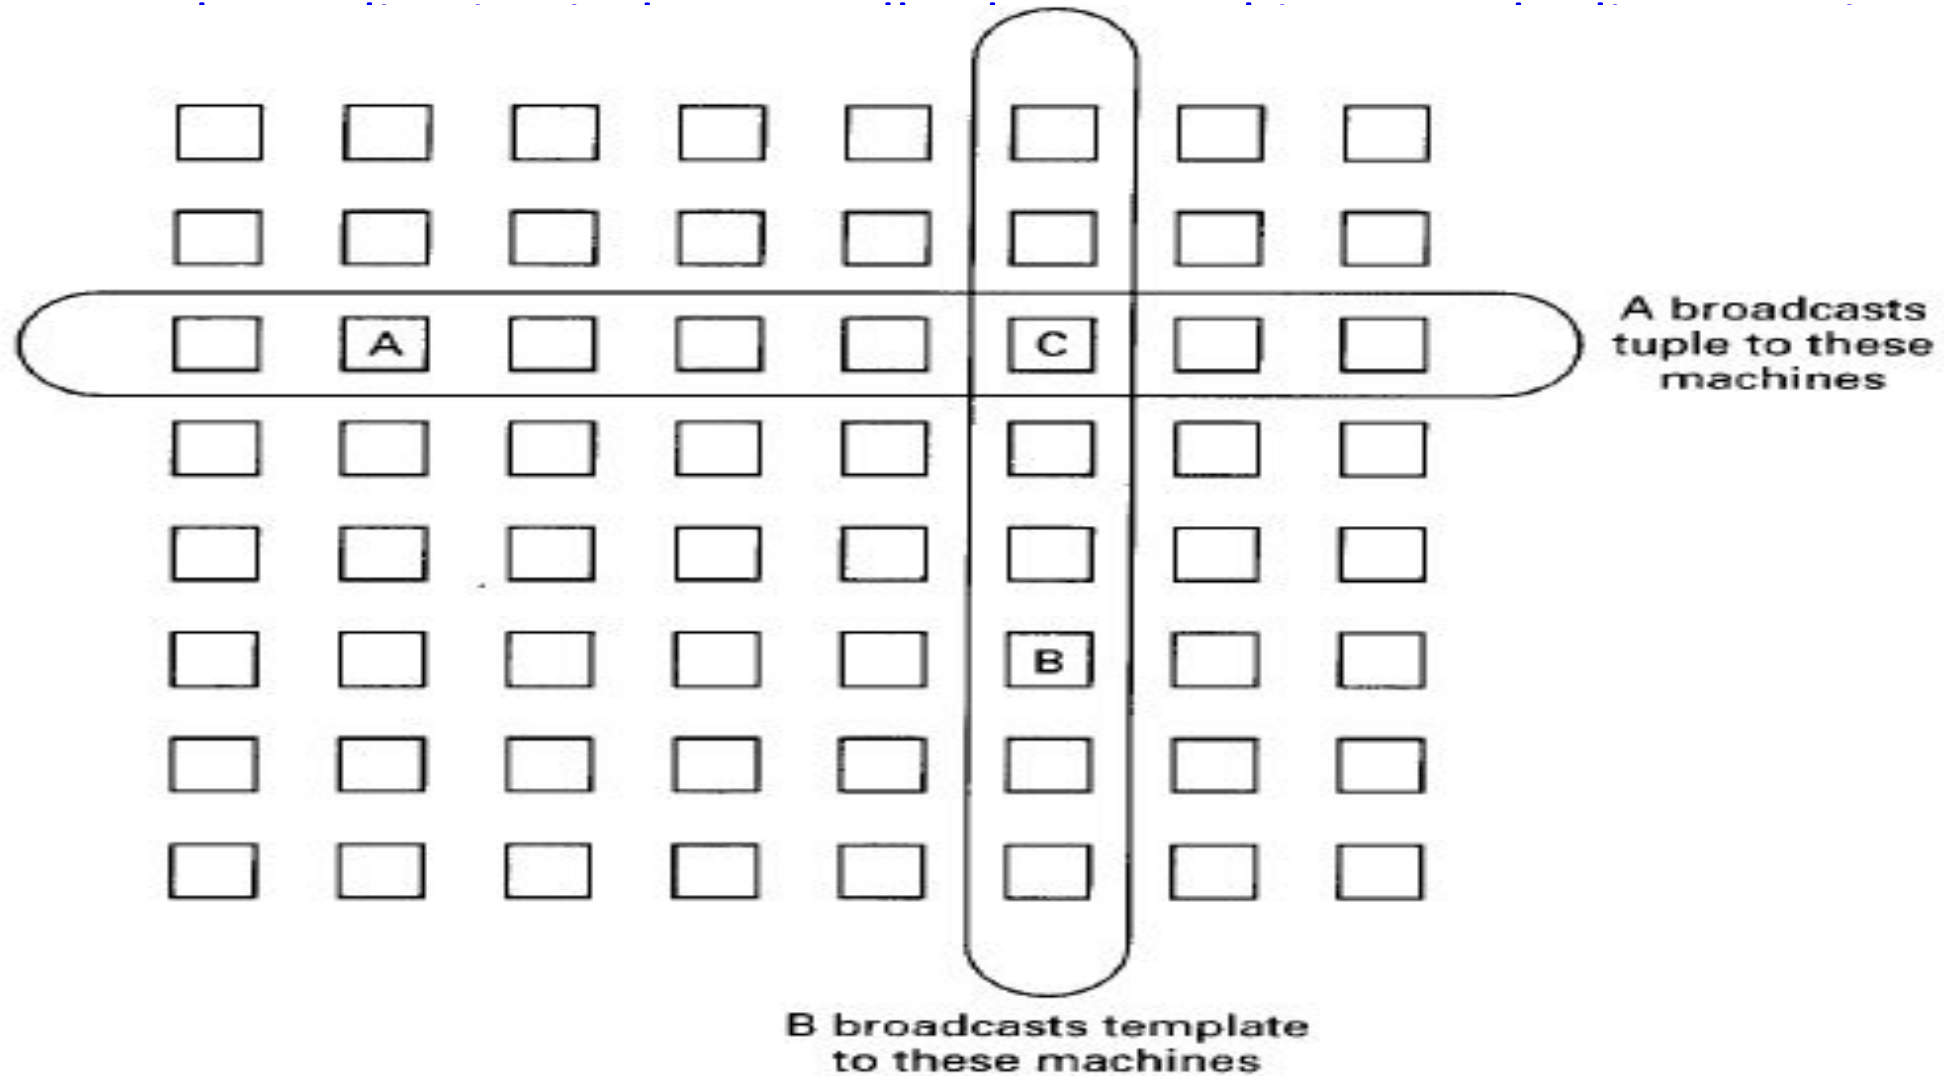 A
C
A broadcasts
tuple to these
machines
B
B broadcasts template
to these machines